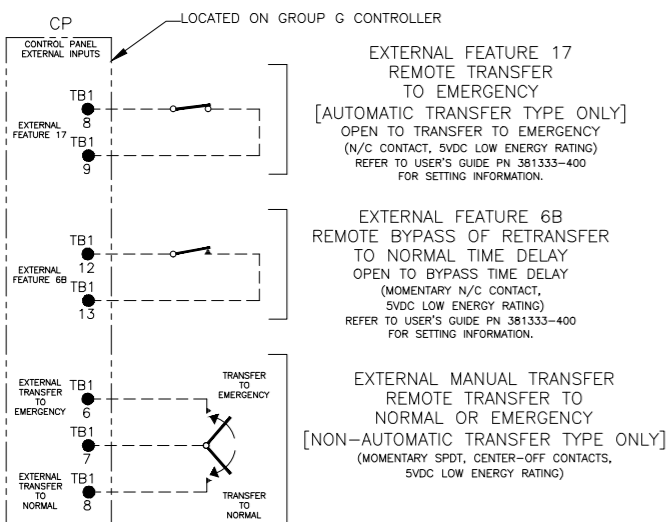 LOCATED ON GROUP G CONTROLLER
CP
CONTROL PANEL
EXTERNAL INPUTS
EXTERNAL
FEATURE 17
TB1
8
TB1
9
EXTERNAL FEATURE 17
REMOTE TRANSFER
TO EMERGENCY
[AUTOMATIC TRANSFER TYPE ONLY]
OPEN TO TRANSFER TO EMERGENCY
(N/C CONTACT, 5VDC LOW ENERGY RATING)
REFER TO USER'S GUIDE PN 381333-400
FOR SETTING INFORMATION.
EXTERNAL
FEATURE 6B
TB1
12
TB1
13
EXTERNAL FEATURE 6B
REMOTE BYPASS OF RETRANSFER
TO NORMAL TIME DELAY
OPEN TO BYPASS TIME DELAY
(MOMENTARY N/C CONTACT,
5VDC LOW ENERGY RATING)
REFER TO USER'S GUIDE PN 381333-400
FOR SETTING INFORMATION.
EXTERNAL
TRANSFER
TO
EMERGENCY
TB1
6
TB1
7
EXTERNAL
TRANSFER
TO
NORMAL
TB1
8
TRANSFER
TO
EMERGENCY
TRANSFER
TO
NORMAL
EXTERNAL MANUAL TRANSFER
REMOTE TRANSFER TO
NORMAL OR EMERGENCY
[NON-AUTOMATIC TRANSFER TYPE ONLY]
(MOMENTARY SPDT, CENTER-OFF CONTACTS,
5VDC LOW ENERGY RATING)